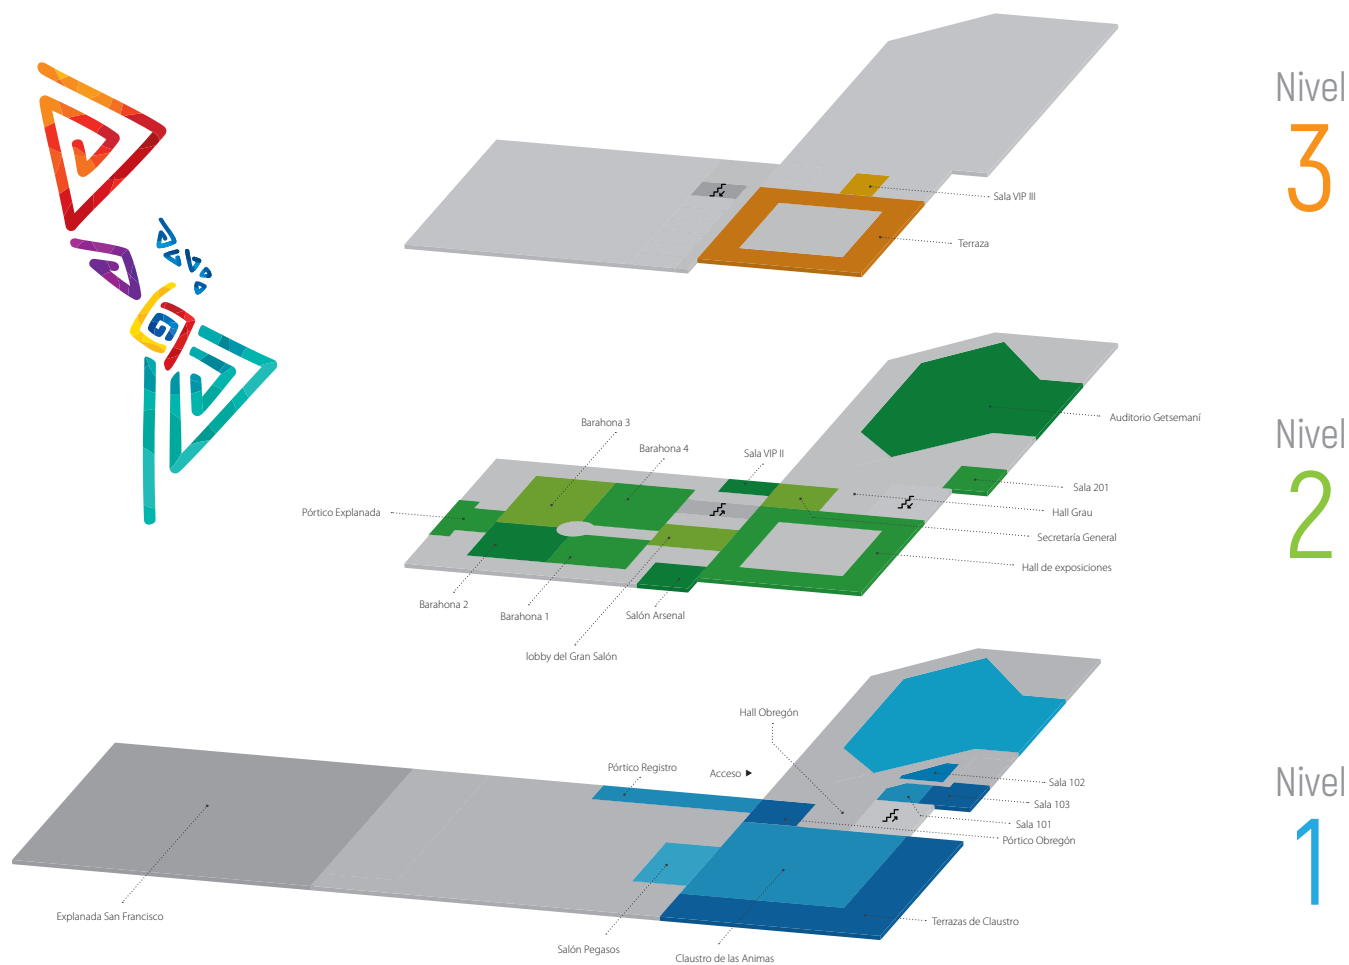 Nivel
3
Sala VIP III
Terraza
Nivel
2
Barahona 3
Barahona 4
Sala VIP II
Auditorio Getsemaní
Sala 201
Pórtico Explanada
Hall Grau
Secretaría General
Hall de exposiciones
Barahona 2
Barahona 1
Salón Arsenal
lobby del Gran Salón
Nivel
1
Hall Obregón
Pórtico Registro
Acceso ▶
Sala 102
Sala 103
Sala 101
Pórtico Obregón
Explanada San Francisco
Terrazas de Claustro
Salón Pegasos
Claustro de las Animas